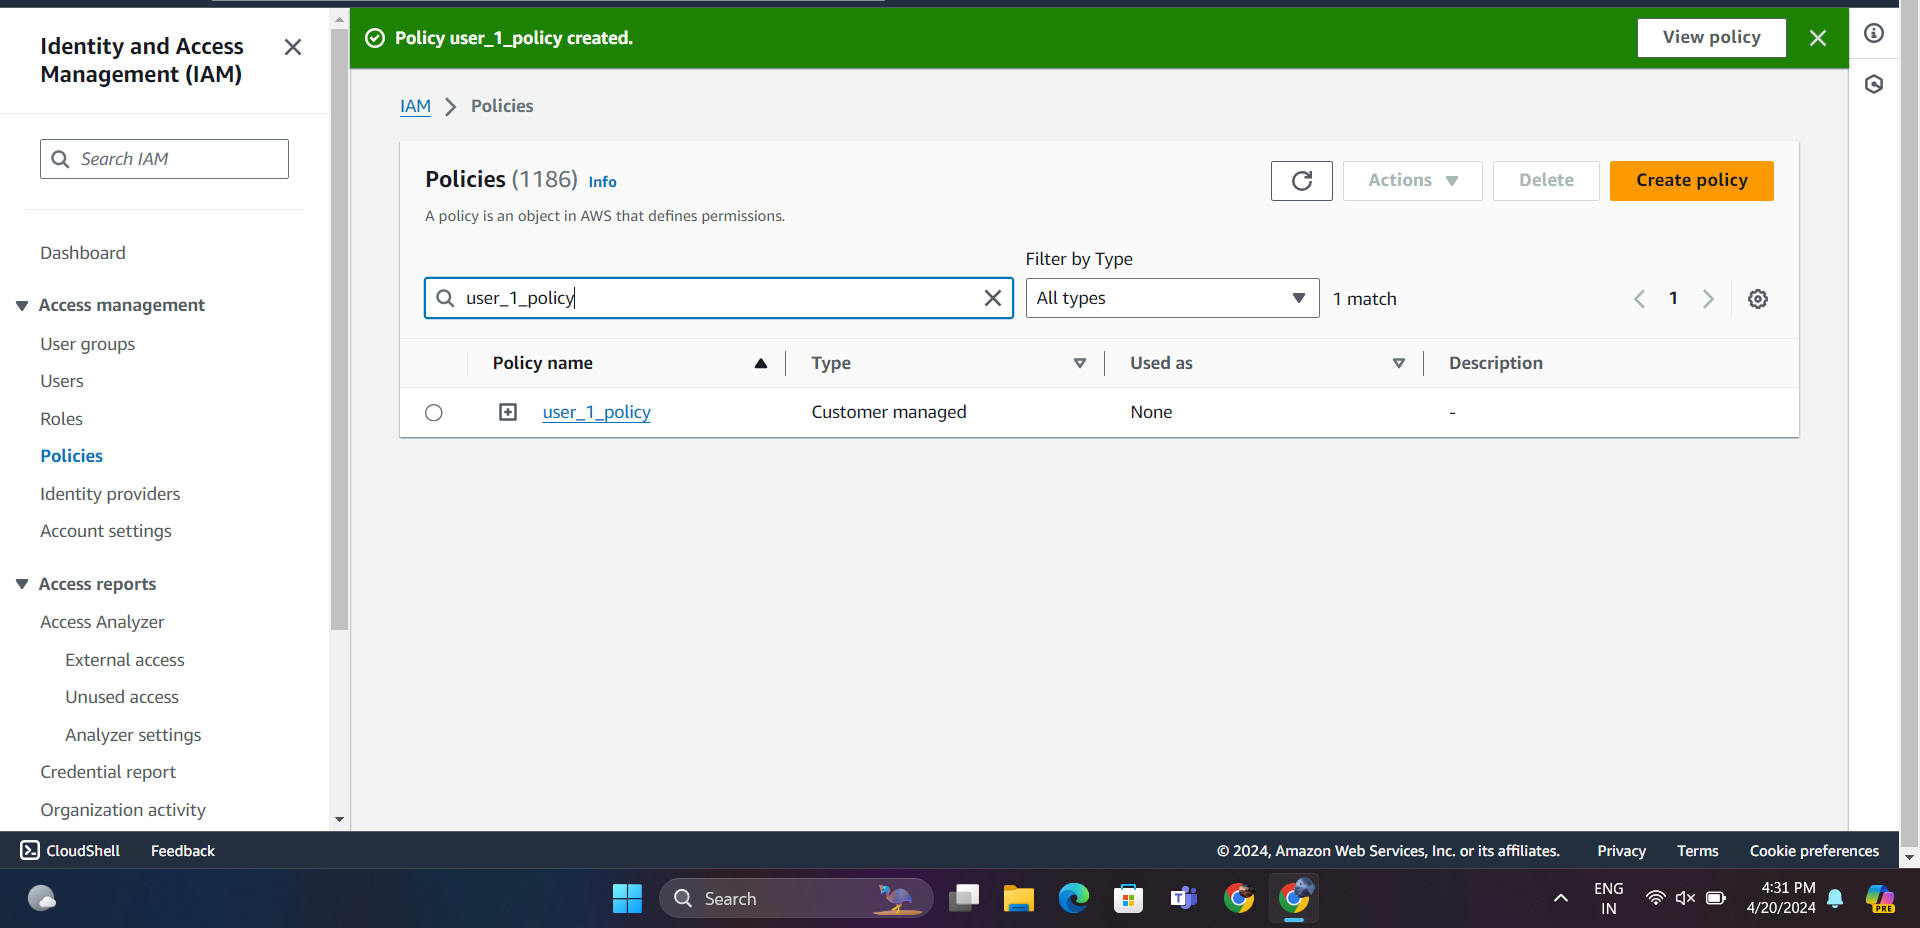 Identity and Access
Management (IAM)
Search IAM
Dashboard
Access management
User groups
Users
Roles
Policies
Identity providers
Account settings
Access reports
Access Analyzer
External access
Unused access
Analyzer settings
Credential report
Organization activity
Policy user_1_policy created.
View policy
IAM
Policies
Policies (1186) Info
Actions
Delete
Create policy
A policy is an object in AWS that defines permissions.
Filter by Type
user_1_policy
All types
1 match
1
Policy name
Type
Used as
Description
user_1_policy
Customer managed
None
-
CloudShell
Feedback
© 2024, Amazon Web Services, Inc. or its affiliates.
Privacy
Terms
Cookie preferences
Search
T
ENG
IN
4:31 PM
4/20/2024
PRE